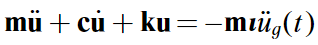 𝐦𝐮̈ + 𝐜𝐮̇ + 𝐤𝐮 = −𝐦𝛊ü_g(t)